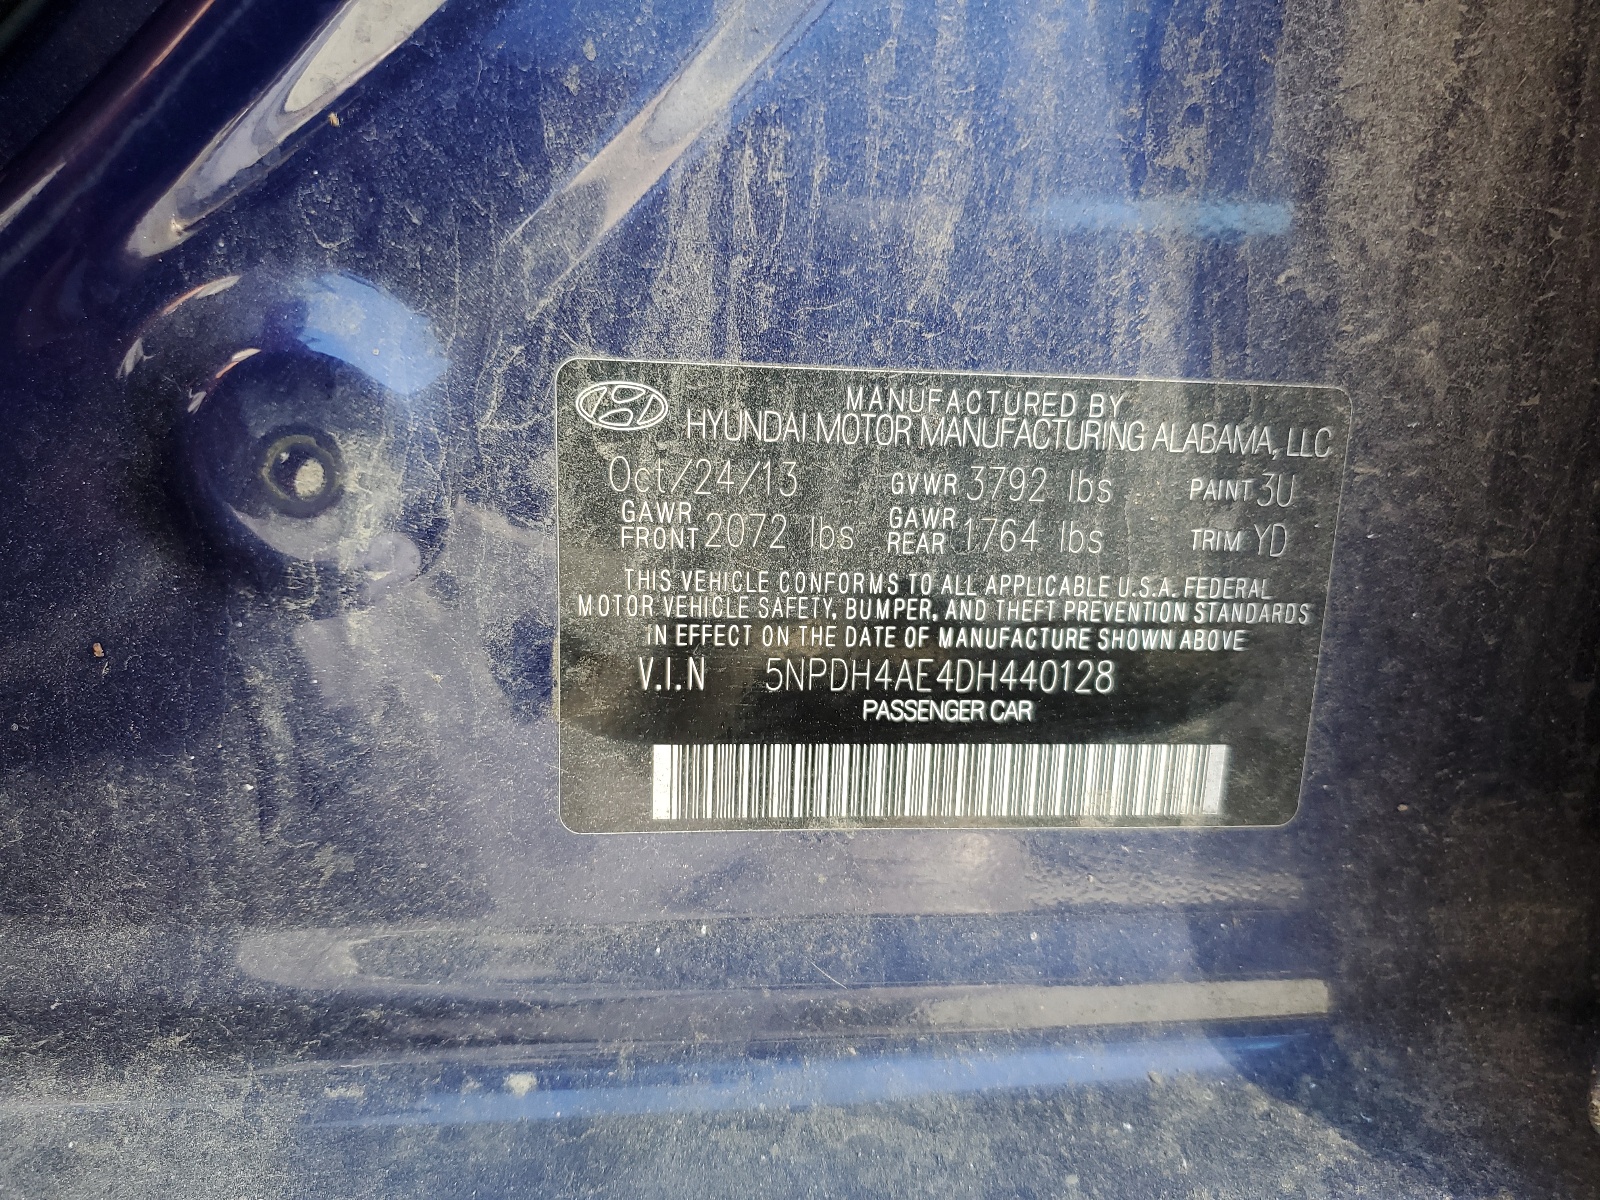 MANUFACTURED BY
HYUNDAI MOTOR MANUFACTURING ALABAMA, LLC
Oct/24/13 GVWR 3792 lbs PAINT 3U
GAWR FRONT 2072 lbs GAWR REAR 1764 lbs TRIM YD
THIS VEHICLE CONFORMS TO ALL APPLICABLE U.S.A. FEDERAL
MOTOR VEHICLE SAFETY, BUMPER, AND THEFT PREVENTION STANDARDS
IN EFFECT ON THE DATE OF MANUFACTURE SHOWN ABOVE
V.I.N 5NPDH4AE4DH440128
PASSENGER CAR